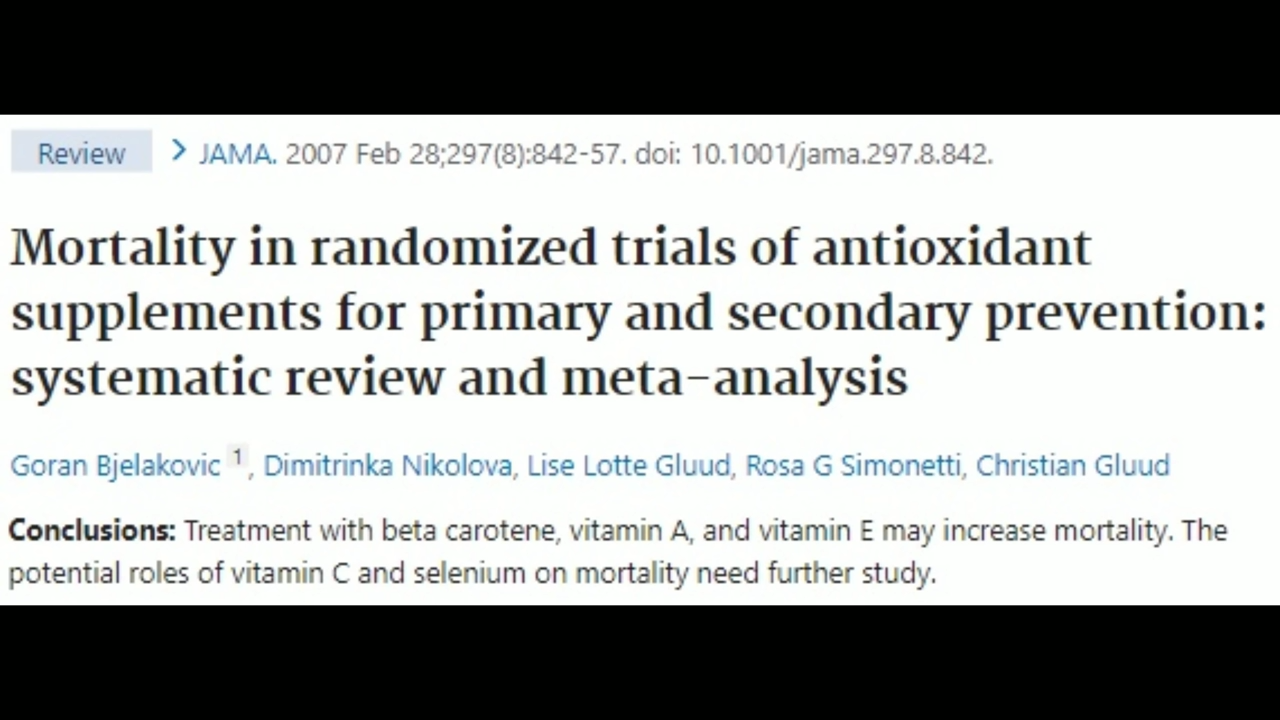 Review > JAMA. 2007 Feb 28;297(8):842-57. doi: 10.1001/jama.297.8.842.
Mortality in randomized trials of antioxidant
supplements for primary and secondary prevention:
systematic review and meta-analysis
Goran Bjelakovic 1, Dimitrinka Nikolova, Lise Lotte Gluud, Rosa G Simonetti, Christian Gluud
Conclusions: Treatment with beta carotene, vitamin A, and vitamin E may increase mortality. The
potential roles of vitamin C and selenium on mortality need further study.